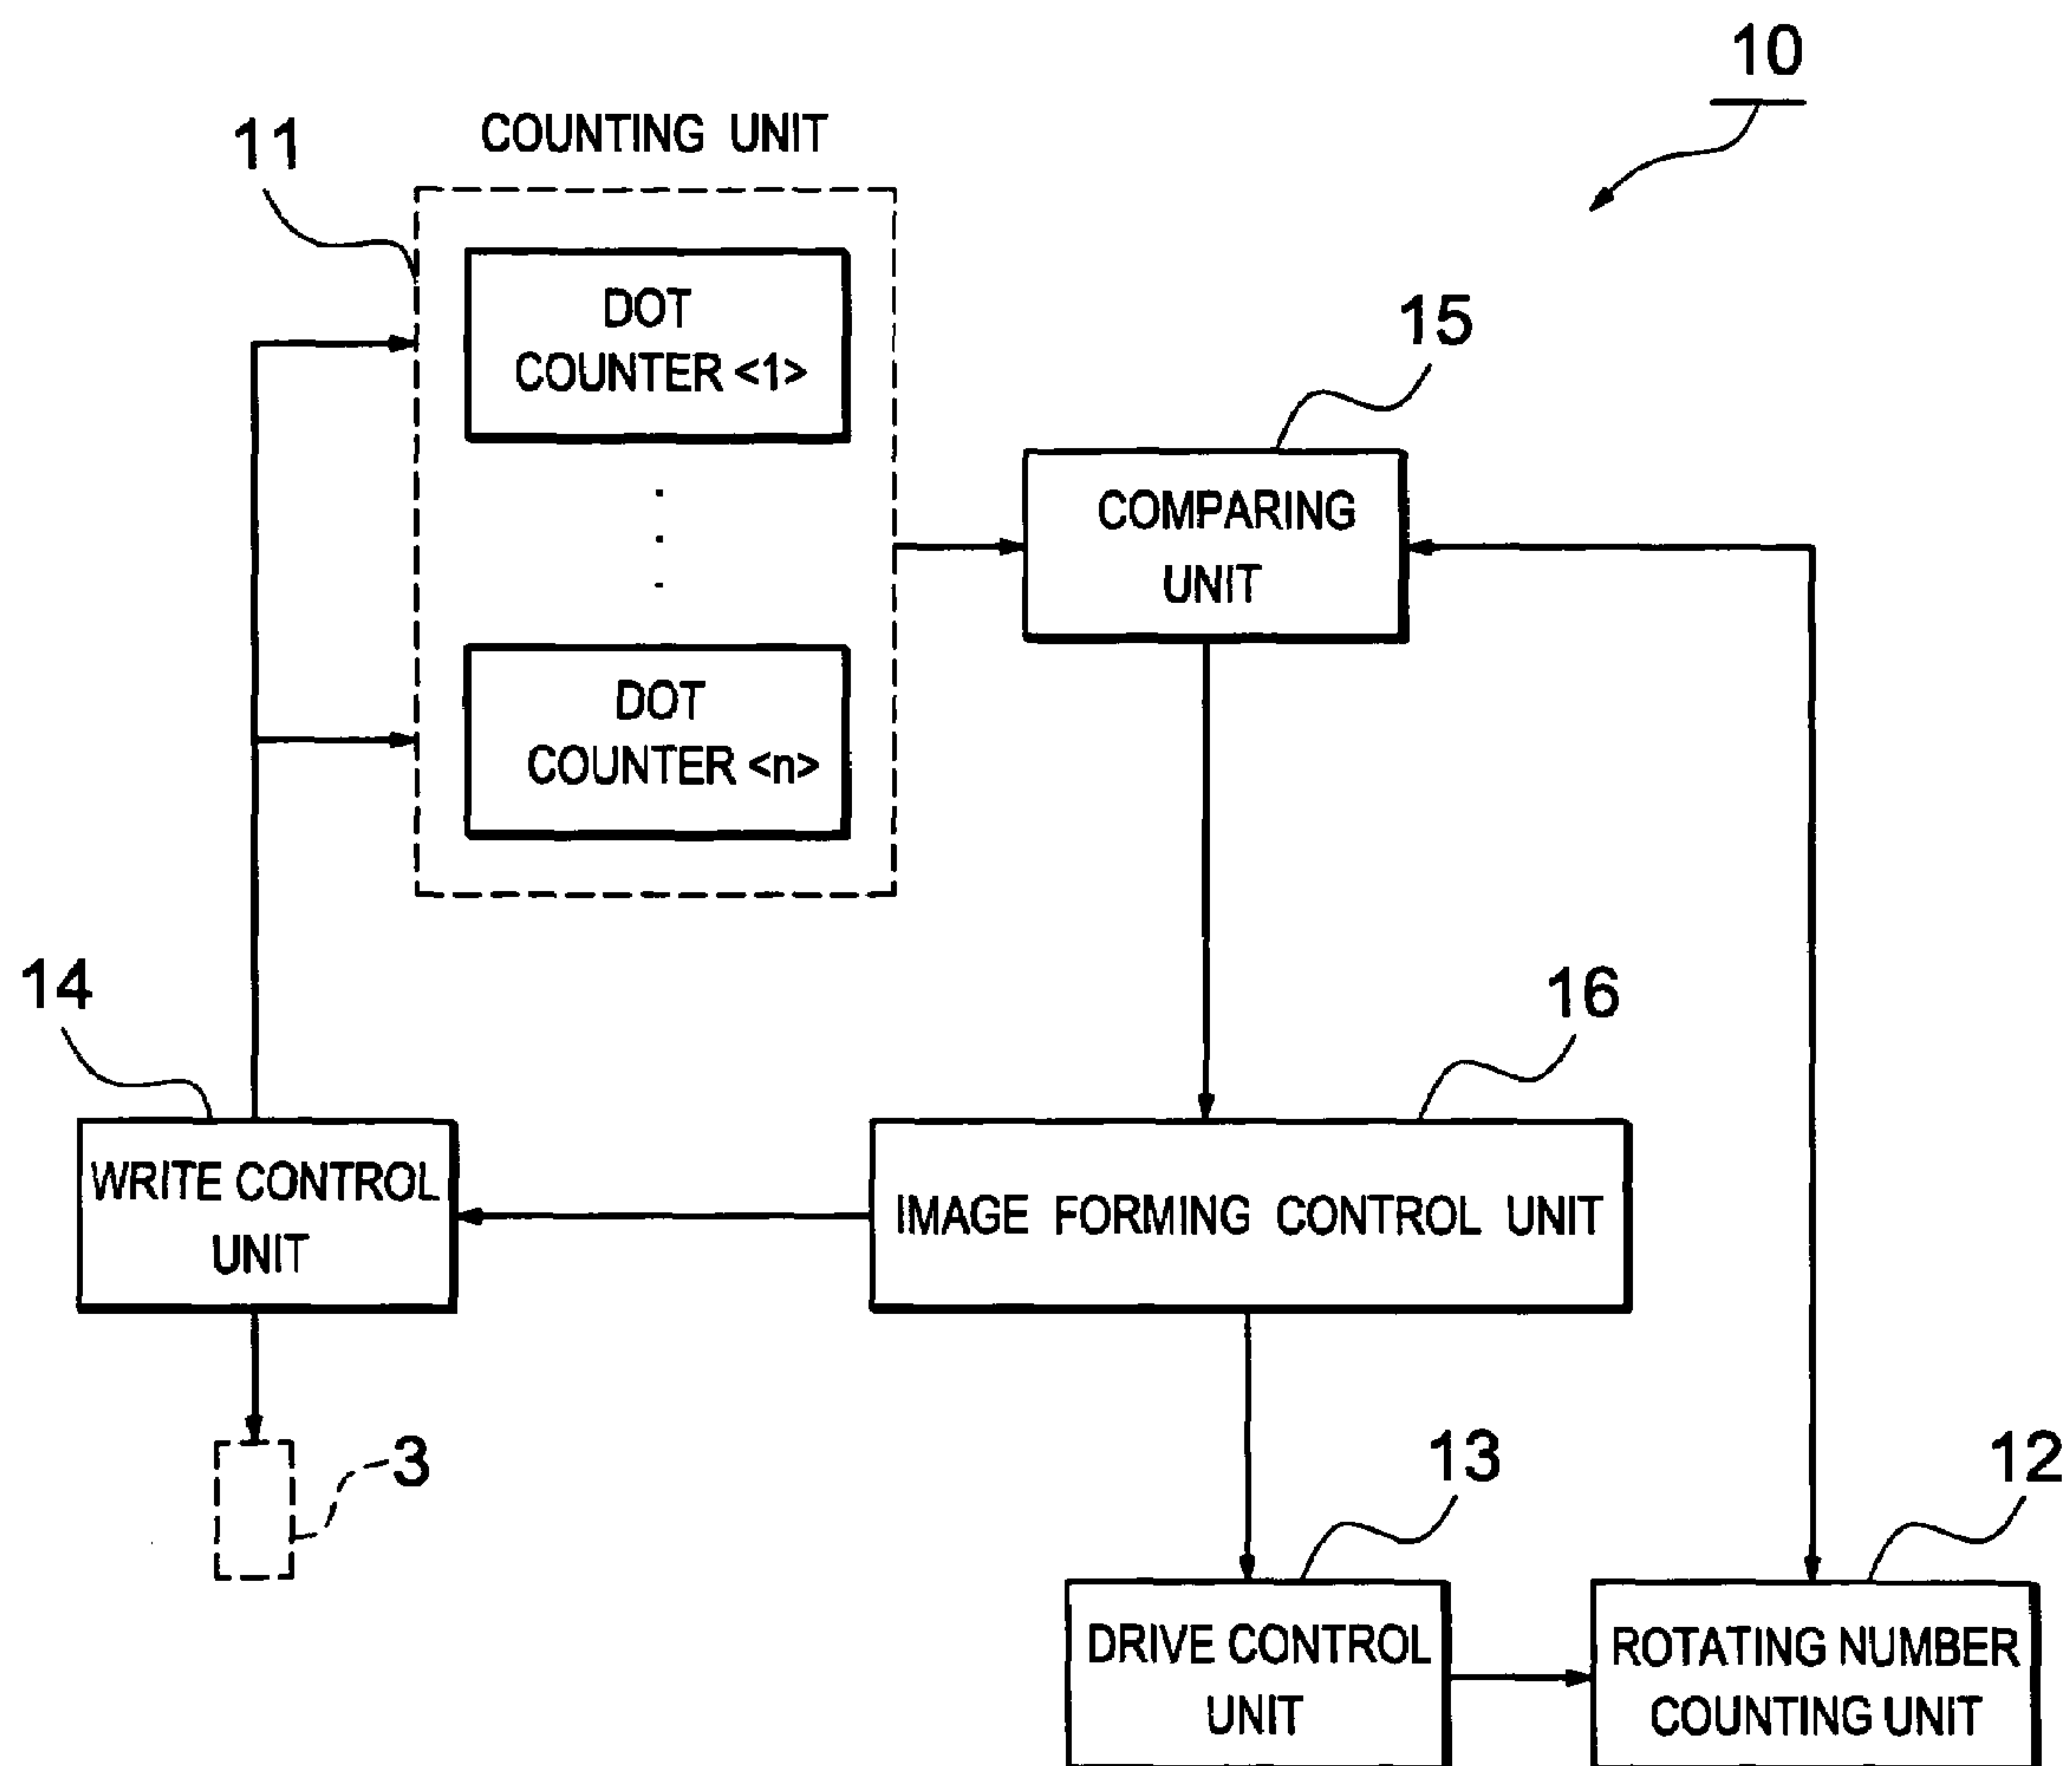 10
11
COUNTING UNIT
DOT
COUNTER <1>
15
COMPARING
UNIT
DOT
COUNTER <n>
14
16
WRITE CONTROL
UNIT
IMAGE FORMING CONTROL UNIT
3
13
12
DRIVE CONTROL
UNIT
ROTATING NUMBER
COUNTING UNIT